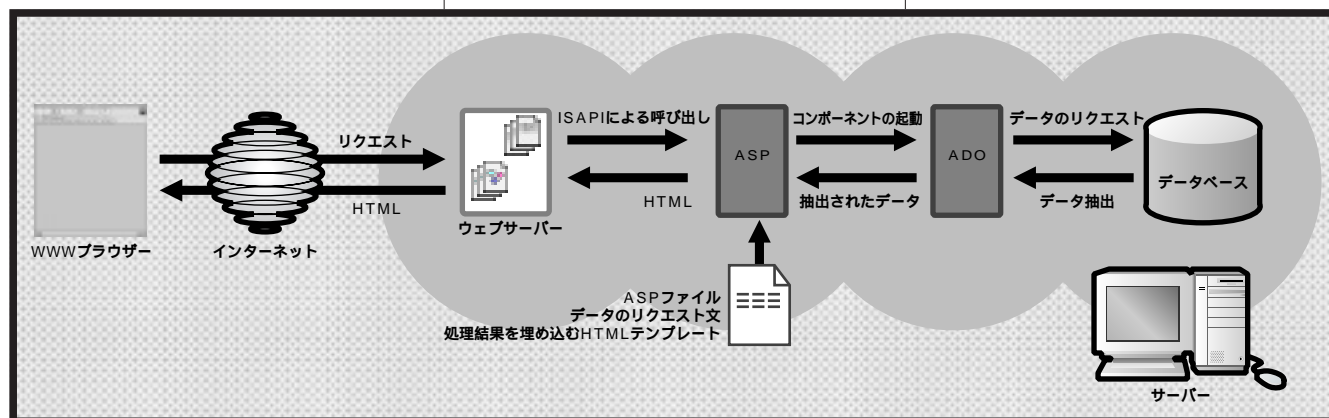 WWWブラウザー
インターネット
リクエスト
HTML
ウェブサーバー
ISAPIによる呼び出し
HTML
ASP
コンポーネントの起動
抽出されたデータ
ADO
データのリクエスト
データ抽出
データベース
ASPファイル
データのリクエスト文
処理結果を埋め込むHTMLテンプレート
サーバー